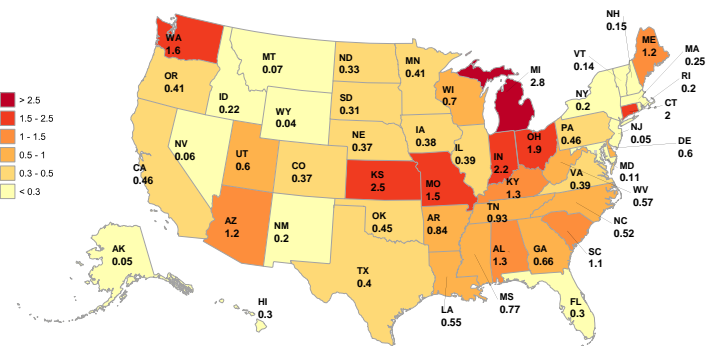 NH
0.15
WA
1.6
ME
1.2
VT
0.14
MA
0.25
MT
0.07
ND
0.33
MN
0.41
MI
2.8
RI
0.2
OR
0.41
WI
0.7
NY
0.2
CT
2
> 2.5
1.5 - 2.5
1 - 1.5
0.5 - 1
0.3 - 0.5
< 0.3
ID
0.22
SD
0.31
WY
0.04
NJ
0.05
PA
0.46
NE
0.37
IA
0.38
OH
1.9
DE
0.6
NV
0.06
IL
0.39
IN
2.2
UT
0.6
CO
0.37
MD
0.11
CA
0.46
KS
2.5
MO
1.5
KY
1.3
VA
0.39
WV
0.57
TN
0.93
AZ
1.2
NM
0.2
OK
0.45
AR
0.84
NC
0.52
AK
0.05
AL
1.3
GA
0.66
SC
1.1
TX
0.4
MS
0.77
HI
0.3
LA
0.55
FL
0.3